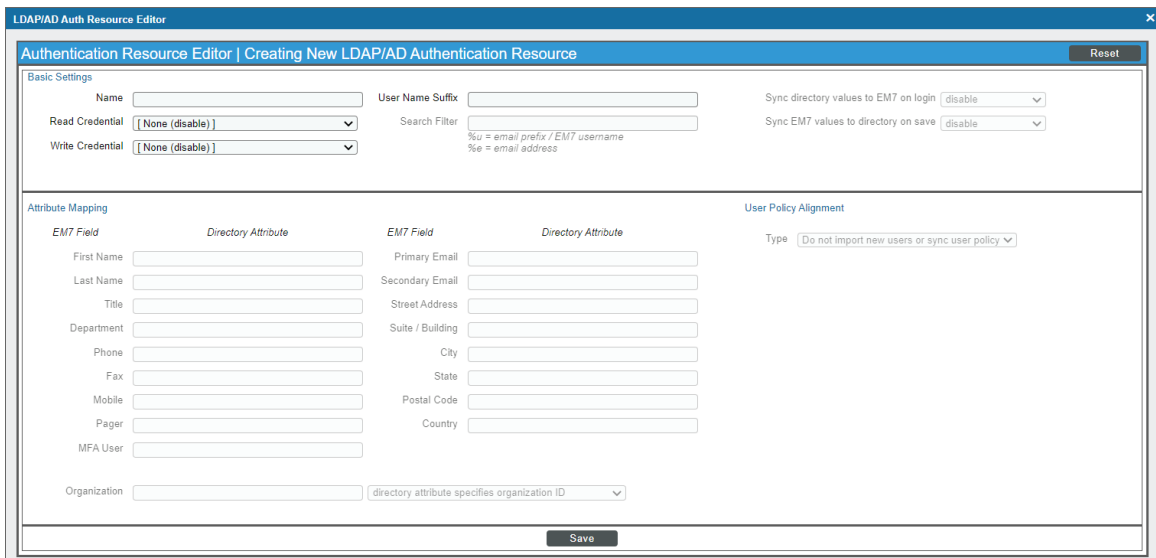 LDAP/AD Auth Resource Editor
Authentication Resource Editor | Creating New LDAP/AD Authentication Resource Reset
Basic Settings
Name User Name Suffix Sync directory values to EM7 on login disable
Read Credential [ None (disable) ] Search Filter Sync EM7 values to directory on save disable
%u = email prefix / EM7 username
Write Credential [ None (disable) ] %e = email address
Attribute Mapping User Policy Alignment
EM7 Field Directory Attribute EM7 Field Directory Attribute
Type Do not import new users or sync user policy
First Name Primary Email
Last Name Secondary Email
Title Street Address
Department Suite / Building
Phone City
Fax State
Mobile Postal Code
Pager Country
MFA User
Organization directory attribute specifies organization ID
Save